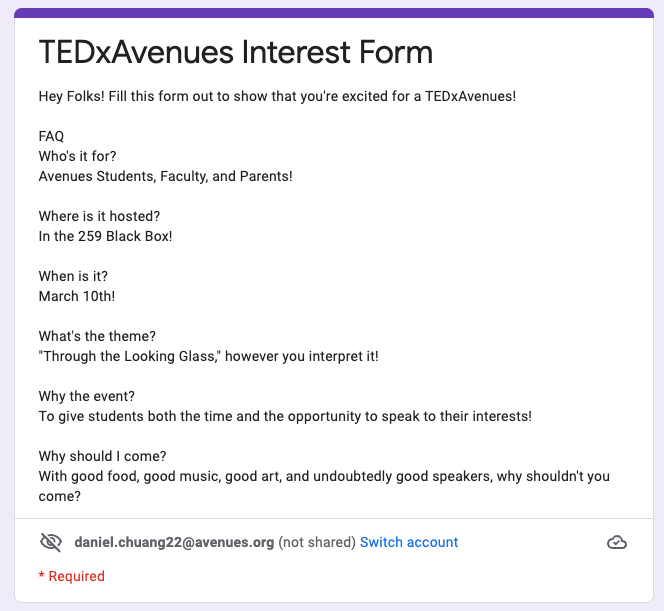 TEDxAvenues Interest Form
Hey Folks! Fill this form out to show that you're excited for a TEDxAvenues!
FAQ
Who's it for?
Avenues Students, Faculty, and Parents!
Where is it hosted?
In the 259 Black Box!
When is it?
March 10th!
What's the theme?
"Through the Looking Glass," however you interpret it!
Why the event?
To give students both the time and the opportunity to speak to their interests!
Why should I come?
With good food, good music, good art, and undoubtedly good speakers, why shouldn't you
come?
daniel.chuang22@avenues.org (not shared) Switch account
* Required